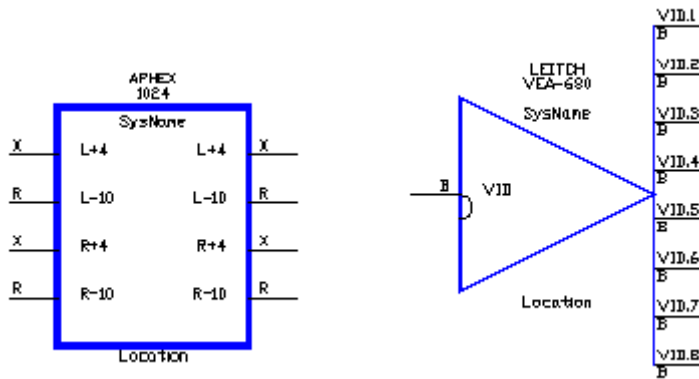 APHEX
1024
SysName
X L+4 L+4 X
R L-10 L-10 R
X R+4 R+4 X
R R-10 R-10 R
Location
LEITCH
VEA-680
SysName
B VID
Location
VID.1
B
VID.2
B
VID.3
B
VID.4
B
VID.5
B
VID.6
B
VID.7
B
VID.8
B